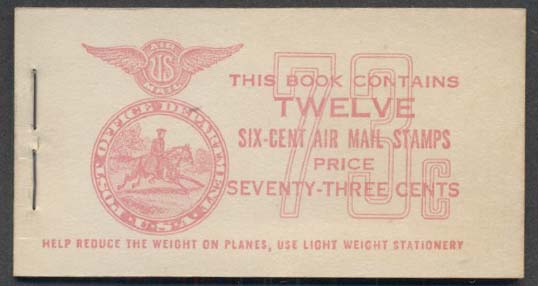 AIR
US
MAIL
POST OFFICE DEPARTMENT
U.S.A.
73c
THIS BOOK CONTAINS
TWELVE
SIX-CENT AIR MAIL STAMPS
PRICE
SEVENTY-THREE CENTS
HELP REDUCE THE WEIGHT ON PLANES, USE LIGHT WEIGHT STATIONERY